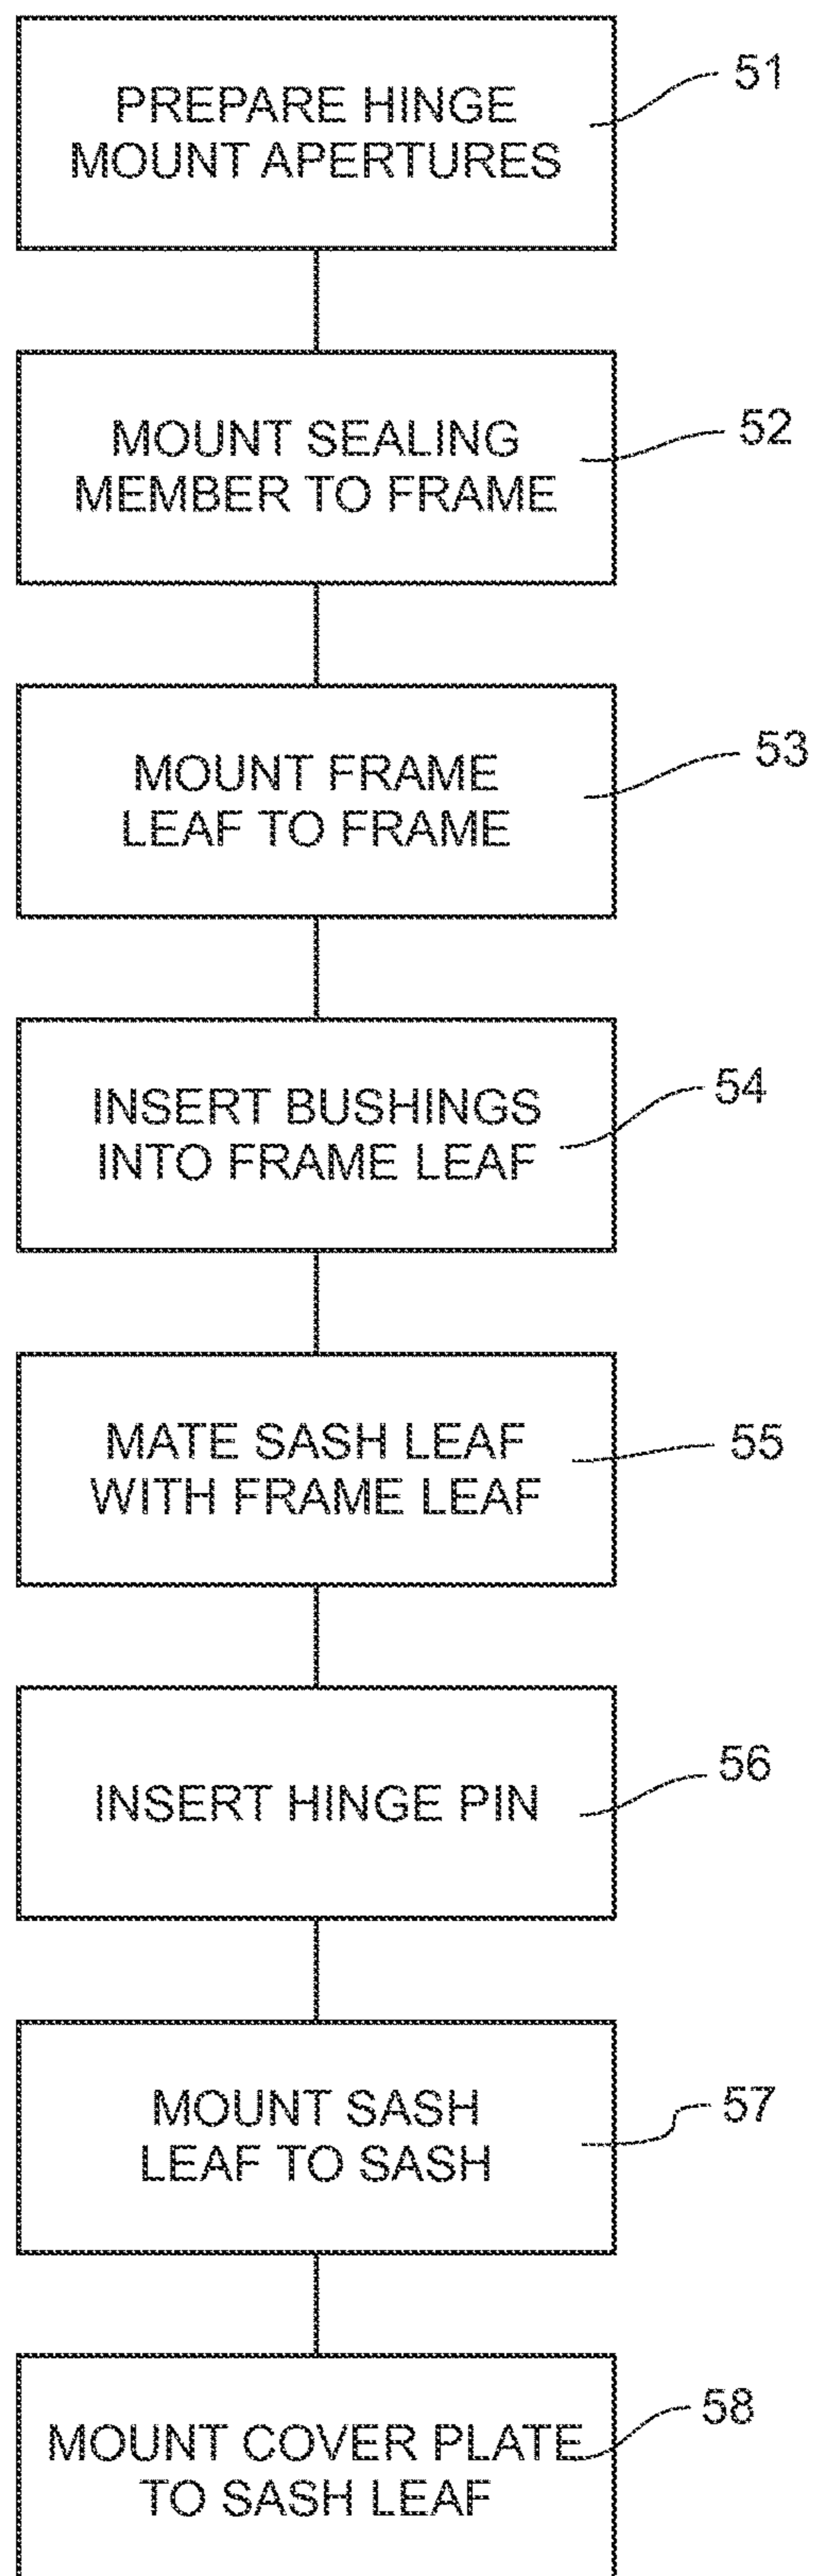 PREPARE HINGE
MOUNT APERTURES
51
MOUNT SEALING
MEMBER TO FRAME
52
MOUNT FRAME
LEAF TO FRAME
53
INSERT BUSHINGS
INTO FRAME LEAF
54
MATE SASH LEAF
WITH FRAME LEAF
55
INSERT HINGE PIN
56
MOUNT SASH
LEAF TO SASH
57
MOUNT COVER PLATE
TO SASH LEAF
58